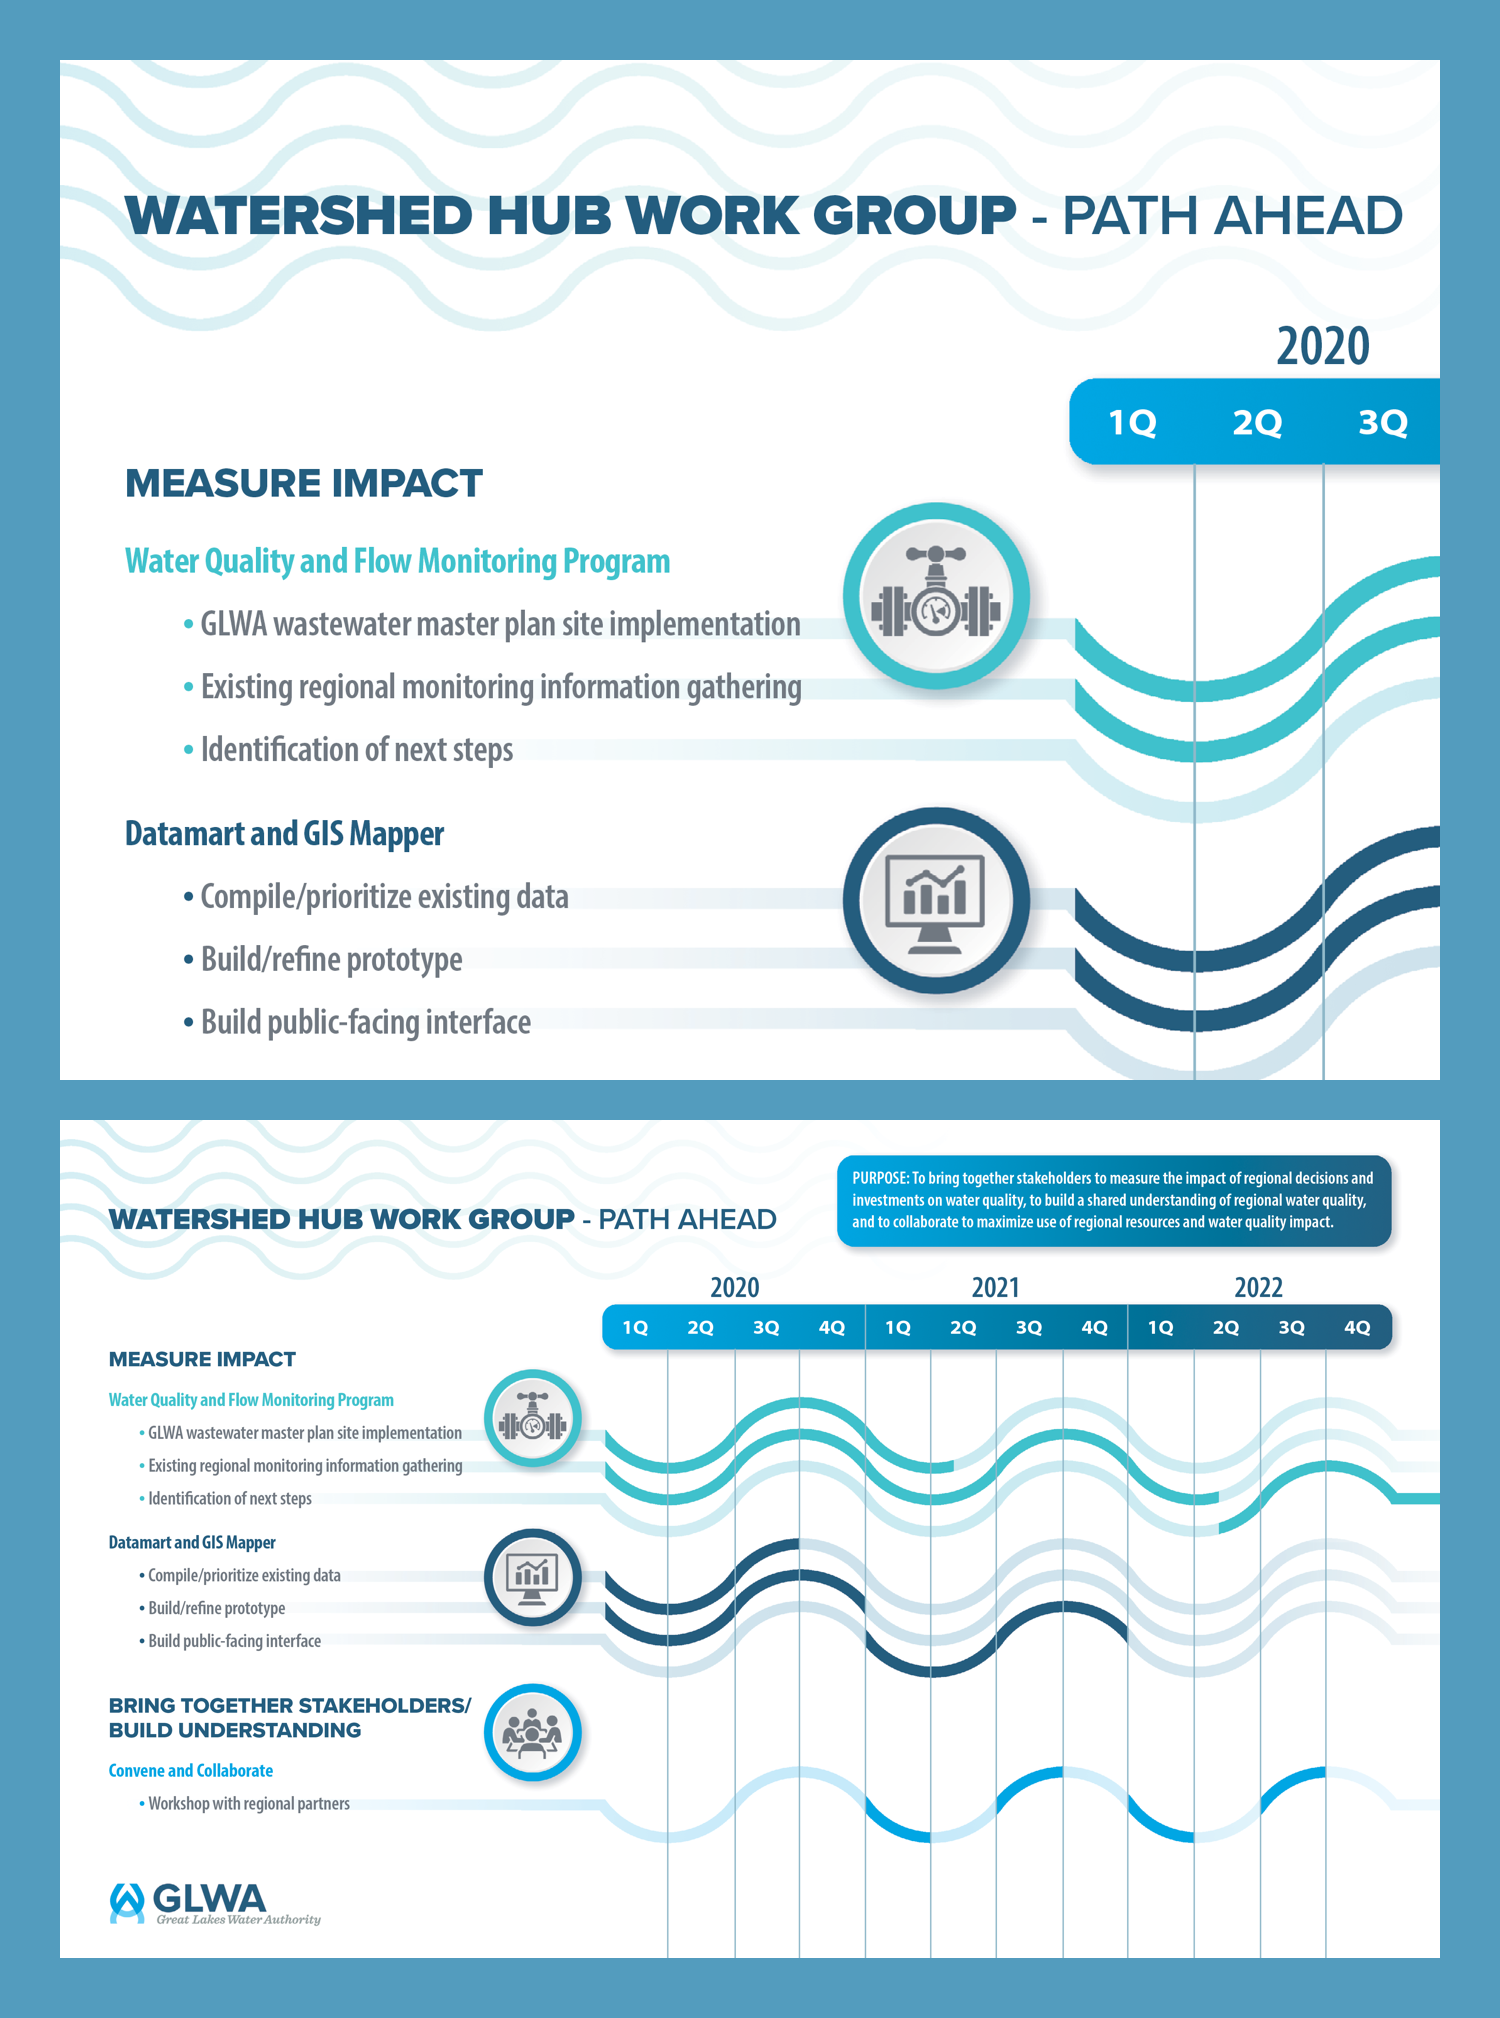 WATERSHED HUB WORK GROUP - PATH AHEAD
2020
1Q 2Q 3Q
MEASURE IMPACT
Water Quality and Flow Monitoring Program
• GLWA wastewater master plan site implementation
• Existing regional monitoring information gathering
• Identification of next steps
Datamart and GIS Mapper
• Compile/prioritize existing data
• Build/refine prototype
• Build public-facing interface
PURPOSE: To bring together stakeholders to measure the impact of regional decisions and
investments on water quality, to build a shared understanding of regional water quality,
and to collaborate to maximize use of regional resources and water quality impact.
WATERSHED HUB WORK GROUP - PATH AHEAD
2020 2021 2022
1Q 2Q 3Q 4Q 1Q 2Q 3Q 4Q 1Q 2Q 3Q 4Q
MEASURE IMPACT
Water Quality and Flow Monitoring Program
• GLWA wastewater master plan site implementation
• Existing regional monitoring information gathering
• Identification of next steps
Datamart and GIS Mapper
• Compile/prioritize existing data
• Build/refine prototype
• Build public-facing interface
BRING TOGETHER STAKEHOLDERS/
BUILD UNDERSTANDING
Convene and Collaborate
• Workshop with regional partners
GLWA
Great Lakes Water Authority